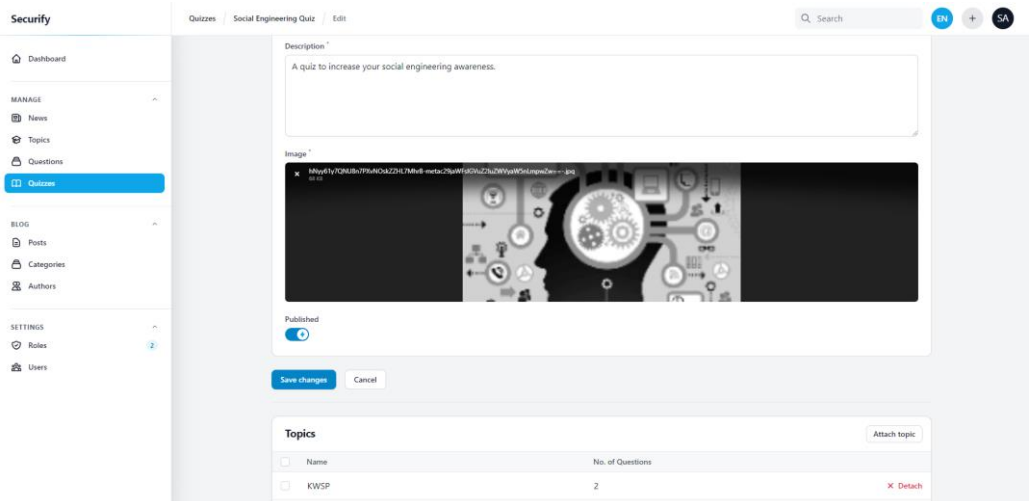 Securify
Quizzes / Social Engineering Quiz / Edit
Search
EN
+
SA
Dashboard
MANAGE
News
Topics
Questions
Quizzes
BLOG
Posts
Categories
Authors
SETTINGS
Roles 2
Users
Description *
A quiz to increase your social engineering awareness.
Image *
Published
Save changes Cancel
Topics Attach topic
Name No. of Questions
KWSP 2 × Detach